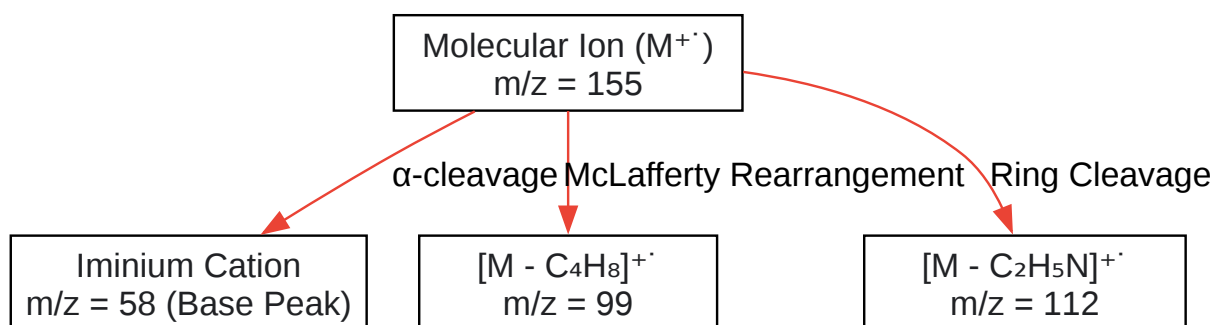 Molecular Ion (M⁺˙)
m/z = 155
α-cleavage
McLafferty Rearrangement
Ring Cleavage
Iminium Cation
m/z = 58 (Base Peak)
[M - C₄H₈]⁺˙
m/z = 99
[M - C₂H₅N]⁺˙
m/z = 112